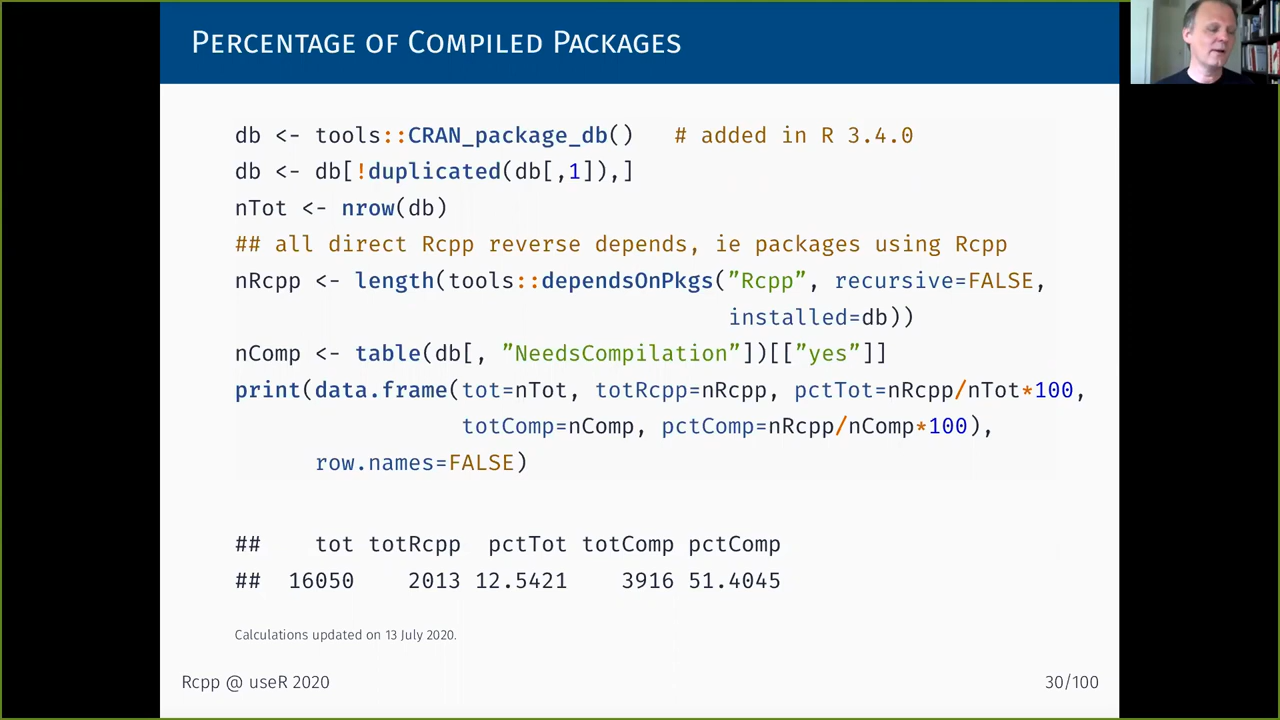 Percentage of Compiled Packages
db <- tools::CRAN_package_db()   # added in R 3.4.0
db <- db[!duplicated(db[,1]),]
nTot <- nrow(db)
## all direct Rcpp reverse depends, ie packages using Rcpp
nRcpp <- length(tools::dependsOnPkgs(”Rcpp”, recursive=FALSE,
installed=db))
nComp <- table(db[, ”NeedsCompilation”])[[”yes”]]
print(data.frame(tot=nTot, totRcpp=nRcpp, pctTot=nRcpp/nTot*100,
totComp=nComp, pctComp=nRcpp/nComp*100),
row.names=FALSE)
##    tot totRcpp  pctTot totComp pctComp
##  16050    2013 12.5421    3916 51.4045
Calculations updated on 13 July 2020.
Rcpp @ useR 2020
30/100